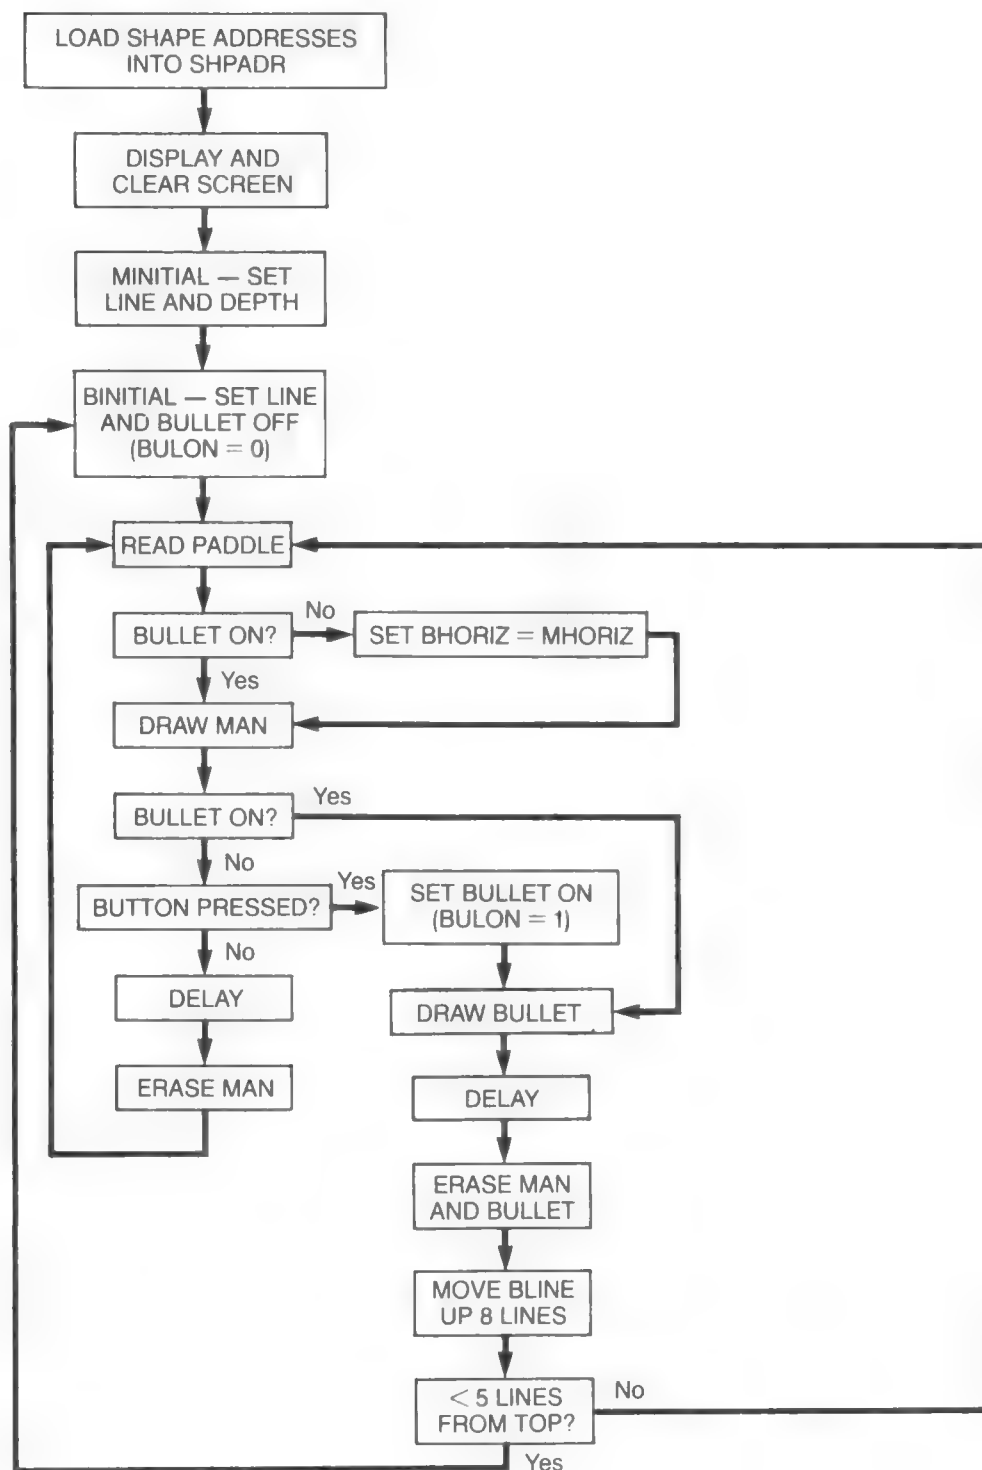 LOAD SHAPE ADDRESSES
INTO SHPADR
DISPLAY AND
CLEAR SCREEN
MINITIAL — SET
LINE AND DEPTH
BINITIAL — SET LINE
AND BULLET OFF
(BULON = 0)
READ PADDLE
BULLET ON?
No
SET BHORIZ = MHORIZ
Yes
DRAW MAN
BULLET ON?
Yes
No
BUTTON PRESSED?
Yes
SET BULLET ON
(BULON = 1)
No
DELAY
DRAW BULLET
ERASE MAN
DELAY
ERASE MAN
AND BULLET
MOVE BLINE
UP 8 LINES
< 5 LINES
FROM TOP?
No
Yes